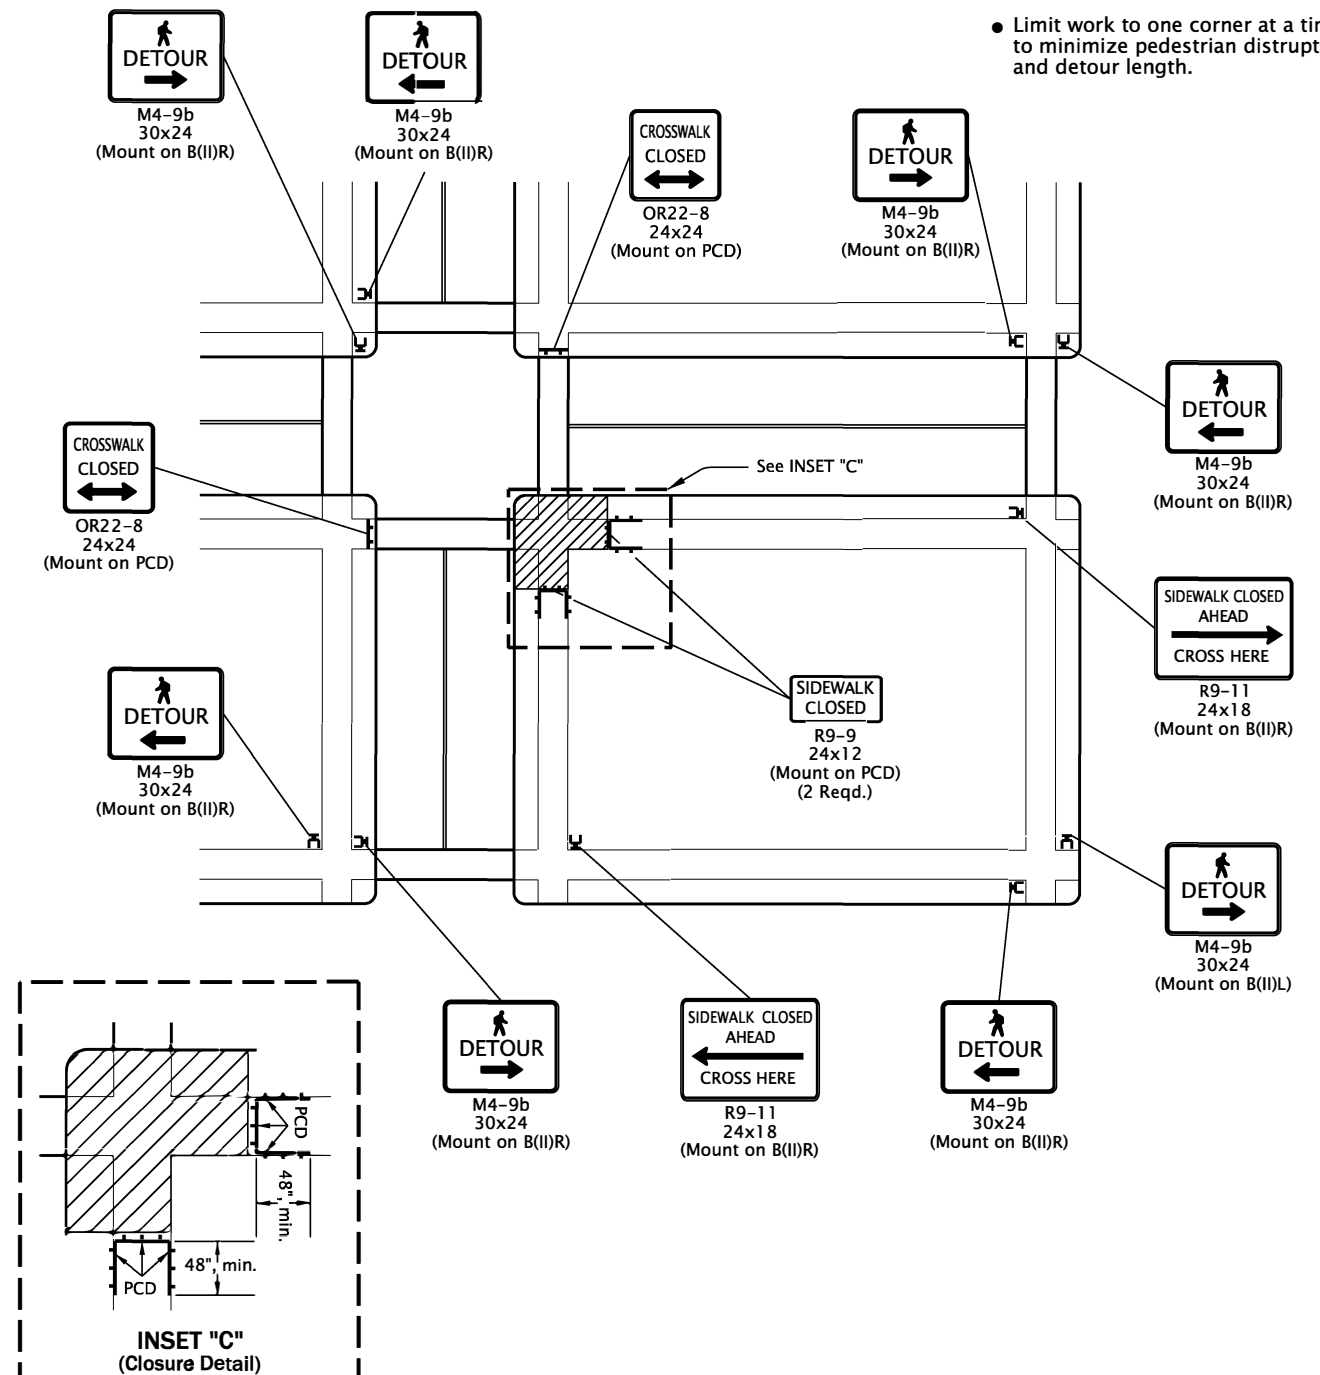 DETOUR
M4-9b
30x24
(Mount on B(II)R)
DETOUR
M4-9b
30x24
(Mount on B(II)R)
CROSSWALK
CLOSED
OR22-8
24x24
(Mount on PCD)
DETOUR
M4-9b
30x24
(Mount on B(II)R)
● Limit work to one corner at a
to minimize pedestrian
and detour length.
DETOUR
M4-9b
30x24
(Mount on B(II)R)
CROSSWALK
CLOSED
OR22-8
24x24
(Mount on PCD)
See INSET "C"
SIDEWALK CLOSED
AHEAD
CROSS HERE
R9-11
24x18
(Mount on B(II)R)
SIDEWALK
CLOSED
R9-9
24x12
(Mount on PCD)
(2 Reqd.)
DETOUR
M4-9b
30x24
(Mount on B(II)R)
DETOUR
M4-9b
30x24
(Mount on B(II)L)
DETOUR
M4-9b
30x24
(Mount on B(II)R)
SIDEWALK CLOSED
AHEAD
CROSS HERE
R9-11
24x18
(Mount on B(II)R)
DETOUR
M4-9b
30x24
(Mount on B(II)R)
PCD
48", min.
48", min.
PCD
INSET "C"
(Closure Detail)